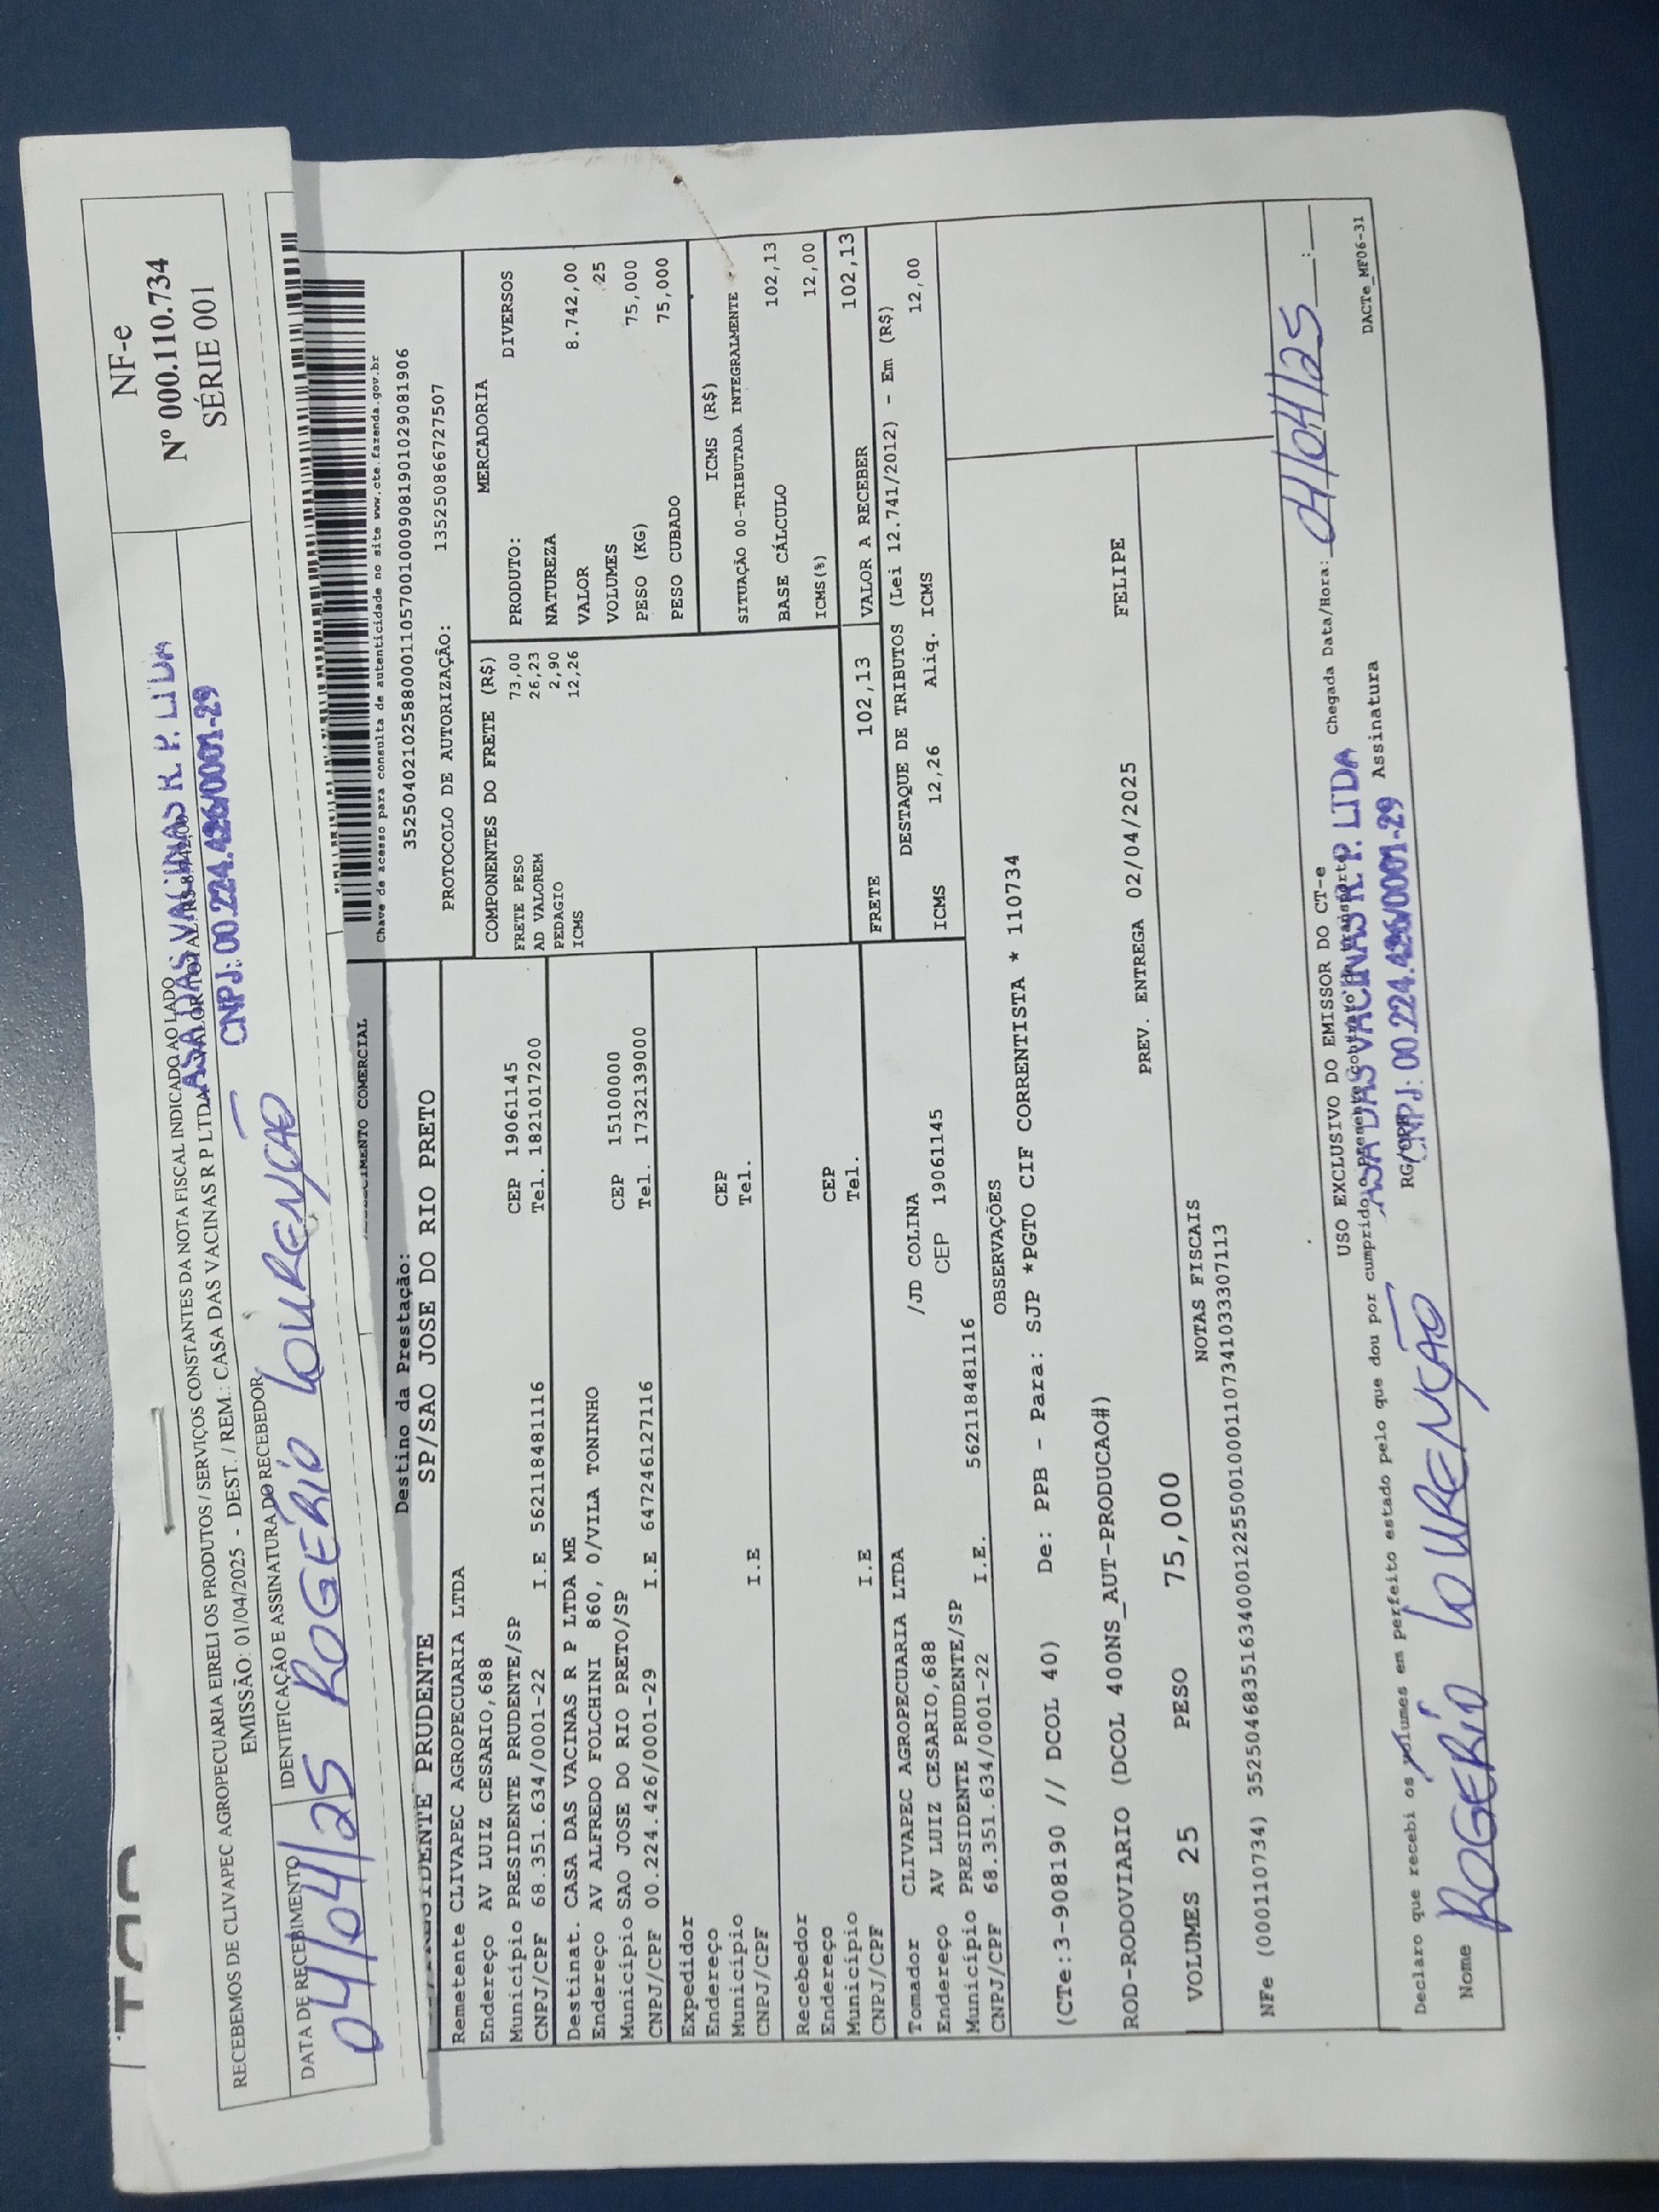 NF-e
Nº 000.110.734
SÉRIE 001
RECEBEMOS DE CLIVAPEC AGROPECUARIA EIRELI OS PRODUTOS / SERVIÇOS CONSTANTES DA NOTA FISCAL INDICADO AO LADO
EMISSÃO: 01/04/2025 - DEST. / REM.: CASA DAS VACINAS R P LTDA
ASA DAS VACINAS R. P. LTDA
CNPJ: 00.224.426/0001-29
DATA DE RECEBIMENTO
IDENTIFICAÇÃO E ASSINATURA DO RECEBEDOR
04/04/25 ROGÉRIO LOURENÇÃO
Chave de acesso para consulta de autenticidade no site www.cte.fazenda.gov.br
35250402102588000110570010009081901029081906
PROTOCOLO DE AUTORIZAÇÃO: 135250866727507
COMERCIAL
PRUDENTE
Destino da Prestação:
SP/SAO JOSE DO RIO PRETO
Remetente CLIVAPEC AGROPECUARIA LTDA
Endereço AV LUIZ CESARIO,688 CEP 19061145
Município PRESIDENTE PRUDENTE/SP Tel. 1821017200
CNPJ/CPF 68.351.634/0001-22 I.E 562118481116
Destinat. CASA DAS VACINAS R P LTDA ME
Endereço AV ALFREDO FOLCHINI 860, 0/VILA TONINHO CEP 15100000
Município SAO JOSE DO RIO PRETO/SP Tel. 1732139000
CNPJ/CPF 00.224.426/0001-29 I.E 647246127116
Expedidor
Endereço CEP
Município Tel.
CNPJ/CPF I.E
Recebedor
Endereço CEP
Município Tel.
CNPJ/CPF I.E
Tomador CLIVAPEC AGROPECUARIA LTDA
Endereço AV LUIZ CESARIO,688 /JD COLINA
Município PRESIDENTE PRUDENTE/SP CEP 19061145
CNPJ/CPF 68.351.634/0001-22 I.E. 562118481116
COMPONENTES DO FRETE (R$)
FRETE PESO 73,00
AD VALOREM 26,23
PEDAGIO 2,90
ICMS 12,26
MERCADORIA
PRODUTO: DIVERSOS
NATUREZA
VALOR 8.742,00
VOLUMES 25
PESO (KG) 75,000
PESO CUBADO 75,000
ICMS (R$)
SITUAÇÃO 00-TRIBUTADA INTEGRALMENTE
BASE CÁLCULO 102,13
ICMS(%) 12,00
FRETE 102,13 VALOR A RECEBER 102,13
DESTAQUE DE TRIBUTOS (Lei 12.741/2012) - Em (R$)
ICMS 12,26 Aliq. ICMS 12,00
OBSERVAÇÕES
(CTe:3-908190 // DCOL 40) De: PPB - Para: SJP *PGTO CIF CORRENTISTA * 110734
ROD-RODOVIARIO (DCOL 400NS_AUT-PRODUCAO#)
PREV. ENTREGA 02/04/2025 FELIPE
VOLUMES 25 PESO 75,000
NOTAS FISCAIS
NFe (000110734) 35250468351634000122550010001107341033307113
USO EXCLUSIVO DO EMISSOR DO CT-e
Declaro que recebi os volumes em perfeito estado pelo que dou por cumprido o presente contrato de transporte
Chegada Data/Hora: 04/04/25 __:__
ASA DAS VACINAS R. P. LTDA
CNPJ: 00.224.426/0001-29
Nome ROGÉRIO LOURENÇÃO RG/CPF Assinatura
DACTe_MF06-31